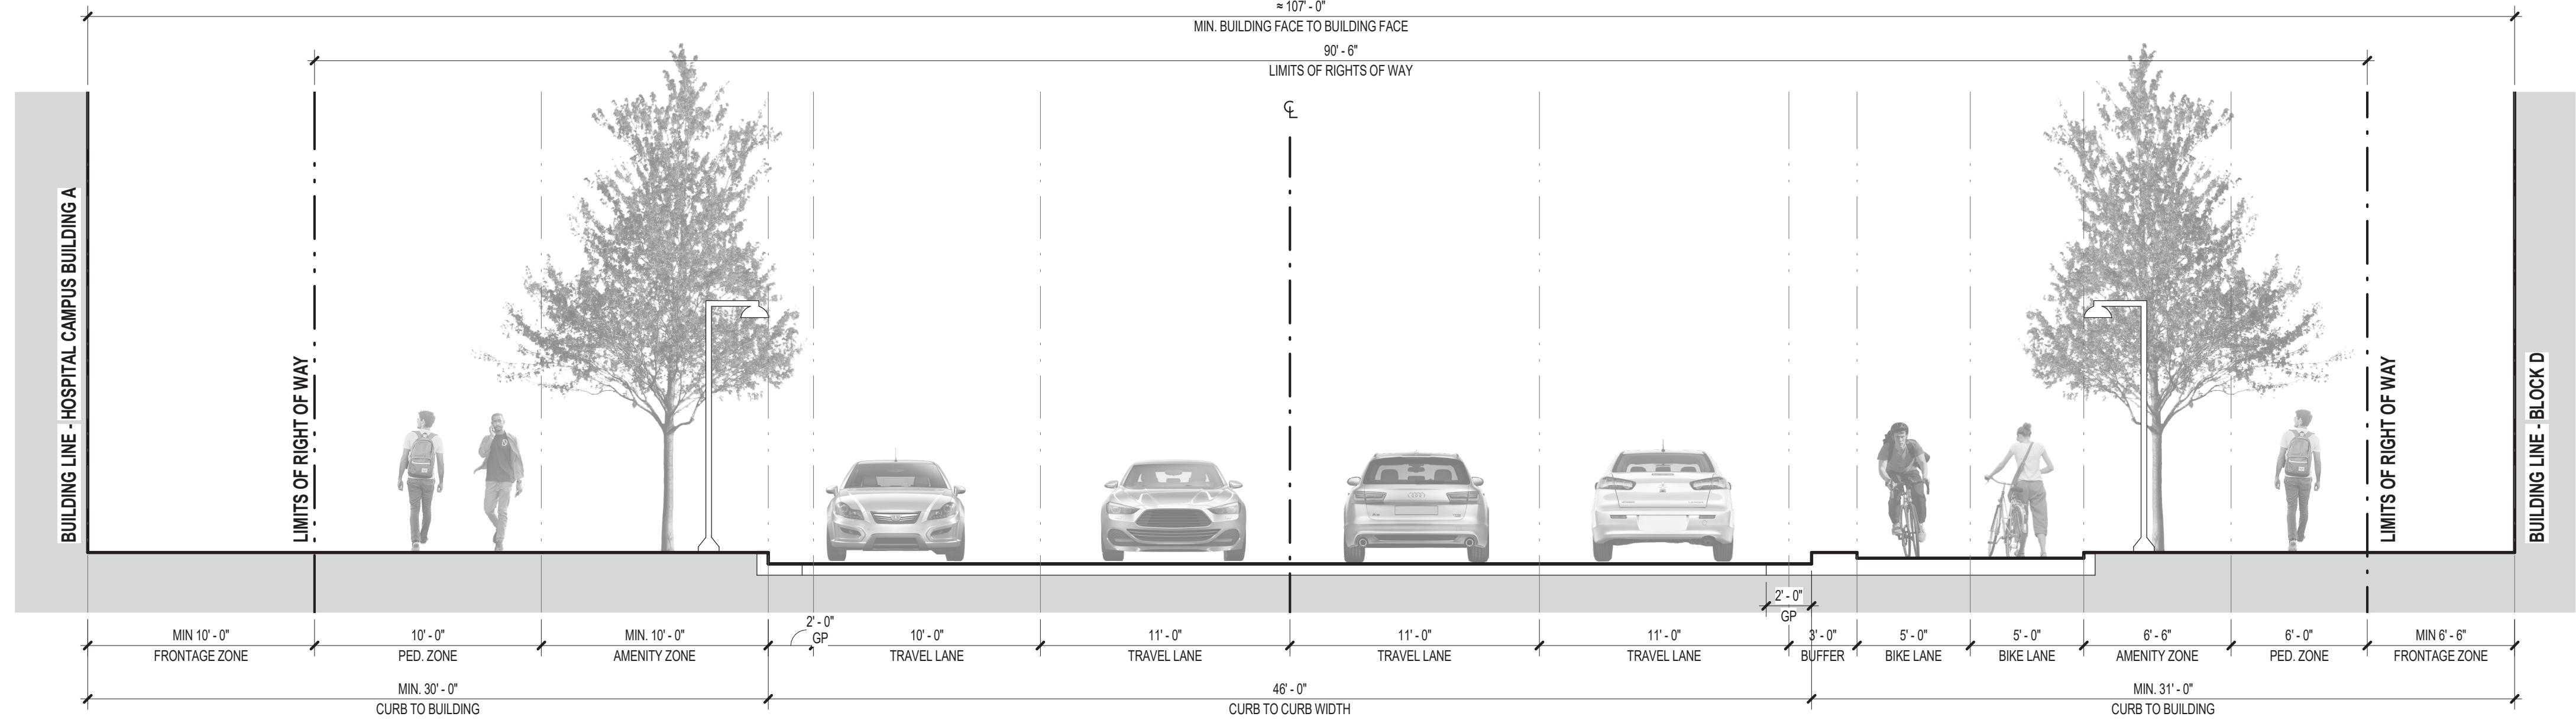 ≈ 107' - 0"
MIN. BUILDING FACE TO BUILDING FACE
90' - 6"
LIMITS OF RIGHTS OF WAY
℄
BUILDING LINE - HOSPITAL CAMPUS BUILDING A
LIMITS OF RIGHT OF WAY
LIMITS OF RIGHT OF WAY
BUILDING LINE - BLOCK D
2' - 0"
GP
MIN 10' - 0"
FRONTAGE ZONE
10' - 0"
PED. ZONE
MIN. 10' - 0"
AMENITY ZONE
2' - 0"
GP
10' - 0"
TRAVEL LANE
11' - 0"
TRAVEL LANE
11' - 0"
TRAVEL LANE
11' - 0"
TRAVEL LANE
3' - 0"
BUFFER
5' - 0"
BIKE LANE
5' - 0"
BIKE LANE
6' - 6"
AMENITY ZONE
6' - 0"
PED. ZONE
MIN 6' - 6"
FRONTAGE ZONE
MIN. 30' - 0"
CURB TO BUILDING
46' - 0"
CURB TO CURB WIDTH
MIN. 31' - 0"
CURB TO BUILDING